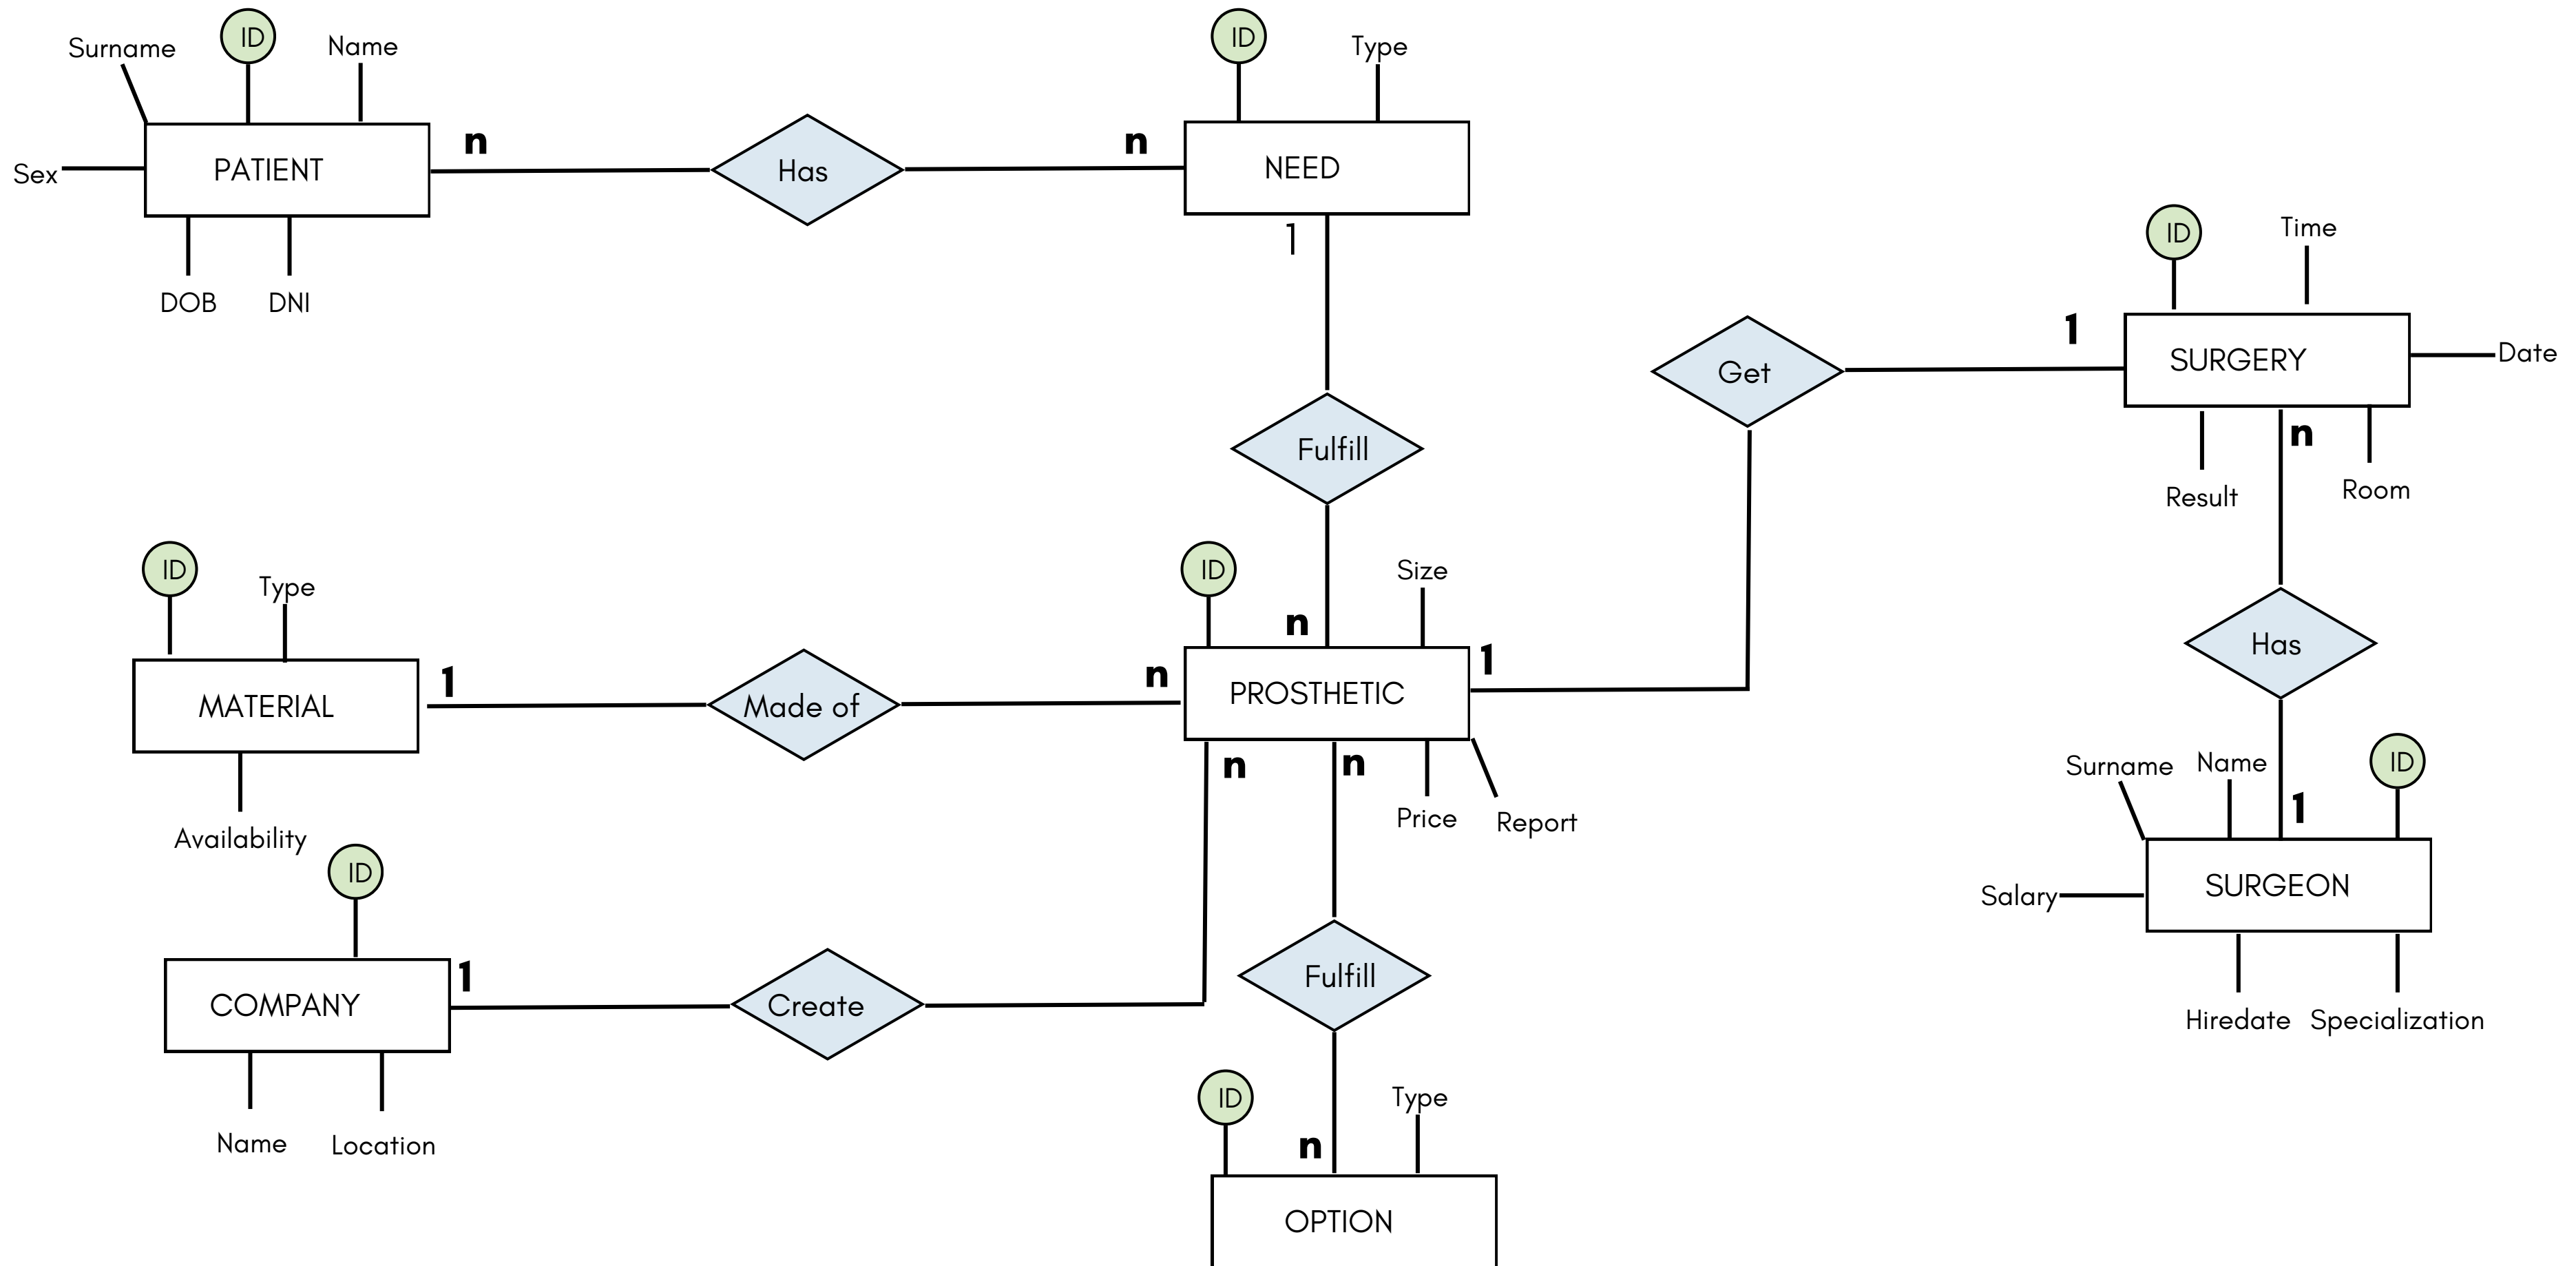 Surname
ID
Name
Sex
PATIENT
DOB
DNI
n
Has
n
ID
Type
NEED
1
Fulfill
n
ID
Time
SURGERY
Date
Result
Room
1
Get
1
n
Has
1
ID
Type
MATERIAL
Availability
1
Made of
n
ID
Size
PROSTHETIC
Price
Report
n
n
Surname
Name
ID
Salary
SURGEON
Hiredate
Specialization
ID
COMPANY
Name
Location
1
Create
Fulfill
n
ID
Type
OPTION